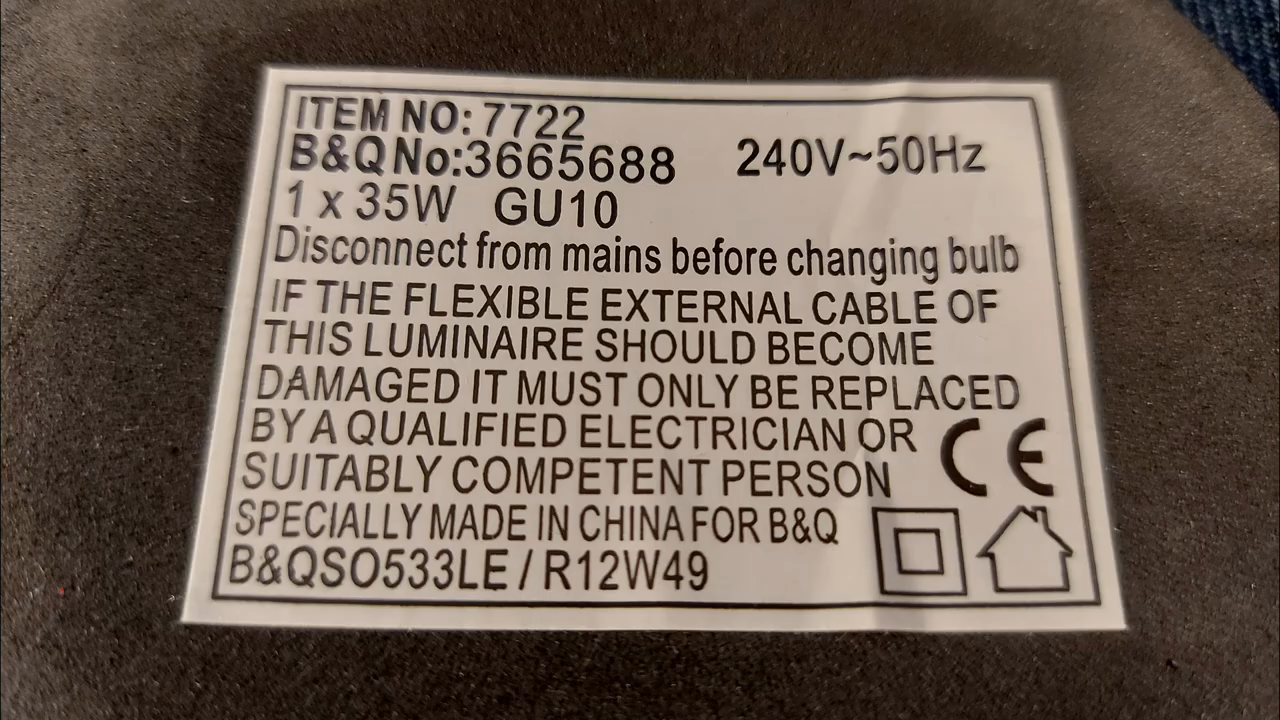 ITEM NO: 7722
B&Q No:3665688 240V~50Hz
1 x 35W GU10
Disconnect from mains before changing bulb
IF THE FLEXIBLE EXTERNAL CABLE OF
THIS LUMINAIRE SHOULD BECOME
DAMAGED IT MUST ONLY BE REPLACED
BY A QUALIFIED ELECTRICIAN OR
SUITABLY COMPETENT PERSON
CE
SPECIALLY MADE IN CHINA FOR B&Q
B&QSO533LE / R12W49